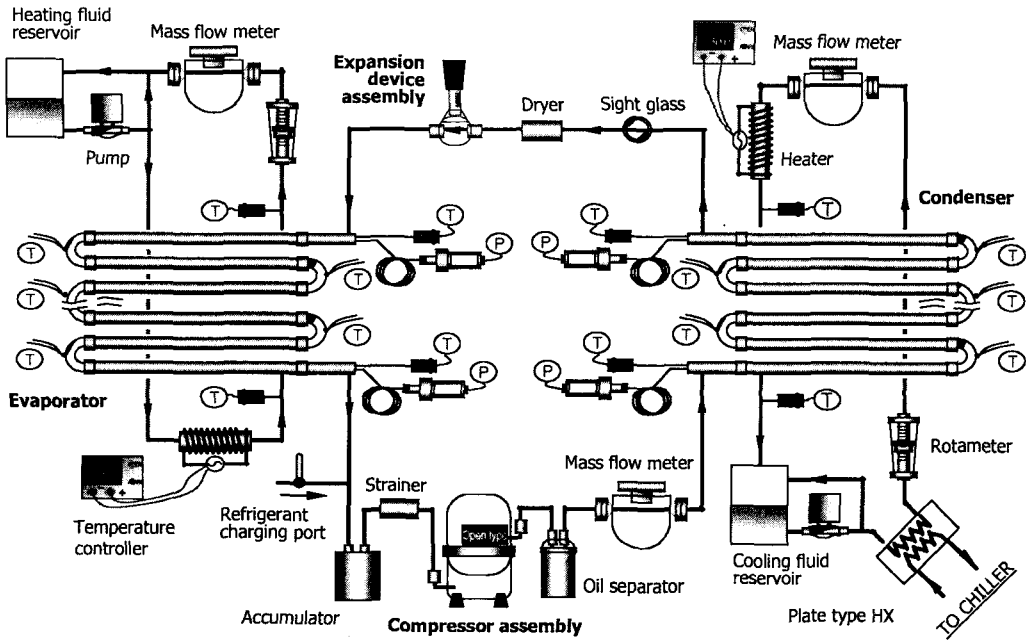 Heating fluid
reservoir
Mass flow meter
Pump
Expansion
device
assembly
Dryer
Sight glass
Mass flow meter
Heater
Condenser
T
T
T
T
P
P
T
T
T
T
T
T
T
T
T
T
T
T
T
P
P
T
T
T
Evaporator
Temperature
controller
Refrigerant
charging port
Strainer
Accumulator
Open type
Compressor assembly
Oil separator
Mass flow meter
Rotameter
Cooling fluid
reservoir
Plate type HX
TO CHILLER